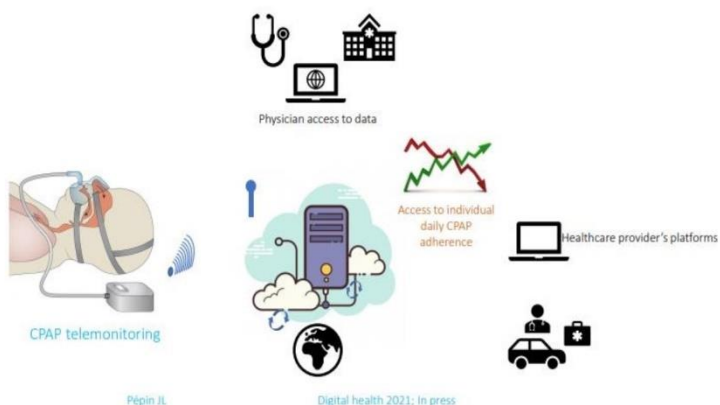 Physician access to data
Access to individual
daily CPAP
adherence
Healthcare provider's platforms
CPAP telemonitoring
Pépin JL
Digital health 2021; In press